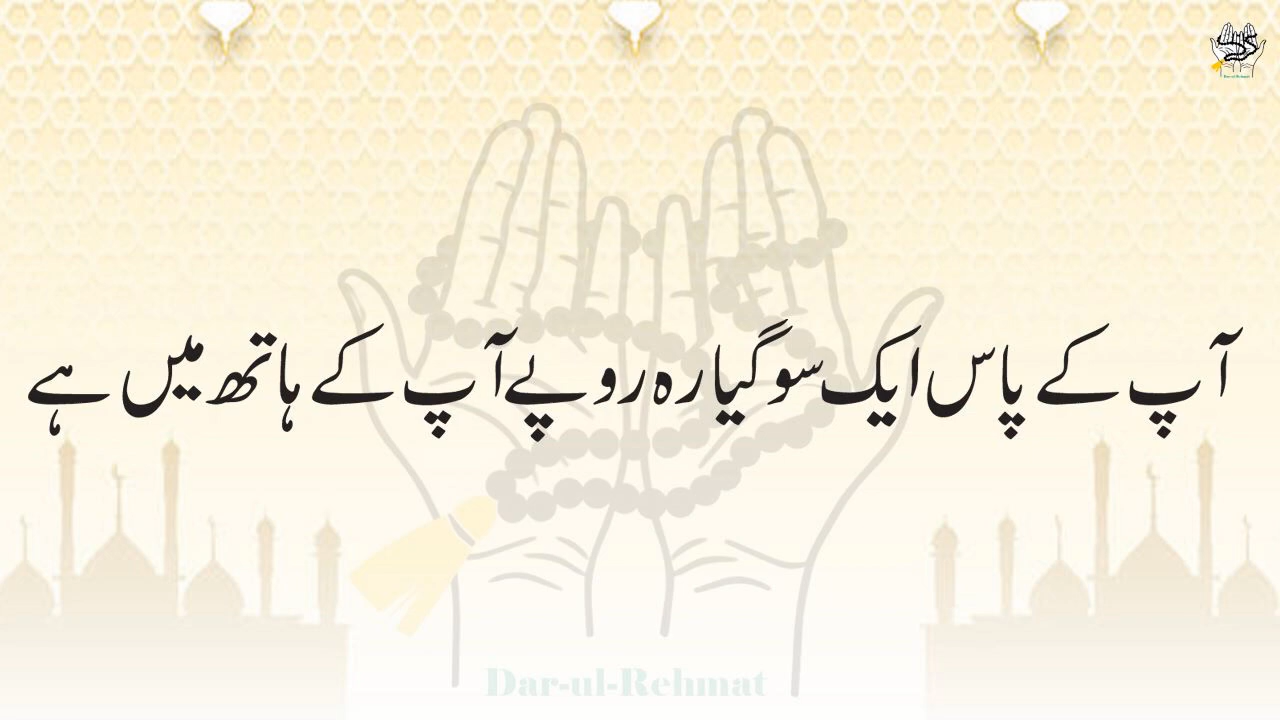 آپ کے پاس ایک سو گیارہ روپے آپ کے ہاتھ میں ہے
Dar-ul-Rehmat